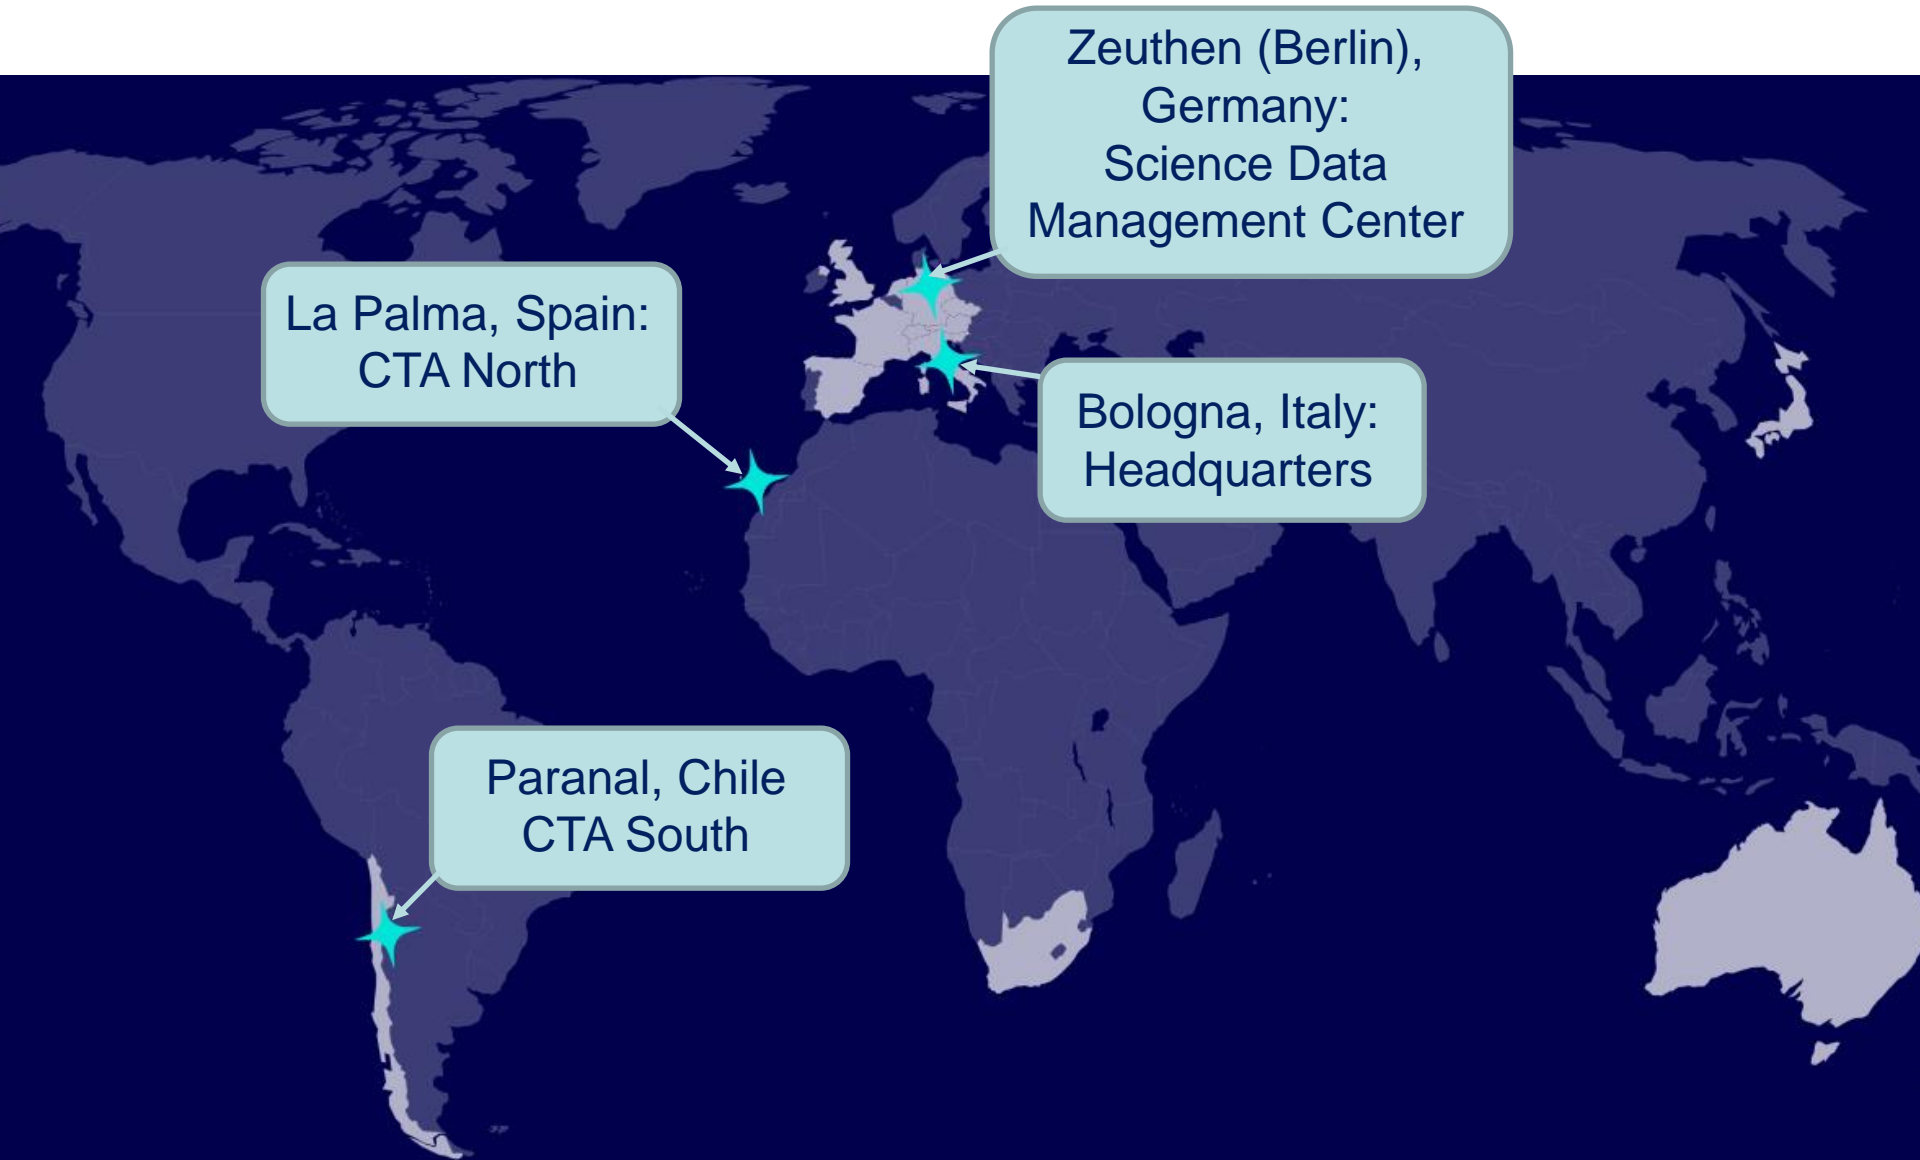 Zeuthen (Berlin),
Germany:
Science Data
Management Center
La Palma, Spain:
CTA North
Bologna, Italy:
Headquarters
Paranal, Chile
CTA South